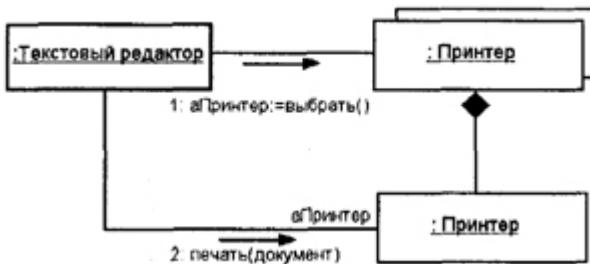 :Текстовый редактор
: Принтер
1: аПринтер:=выбрать()
аПринтер
: Принтер
2: печать(документ)